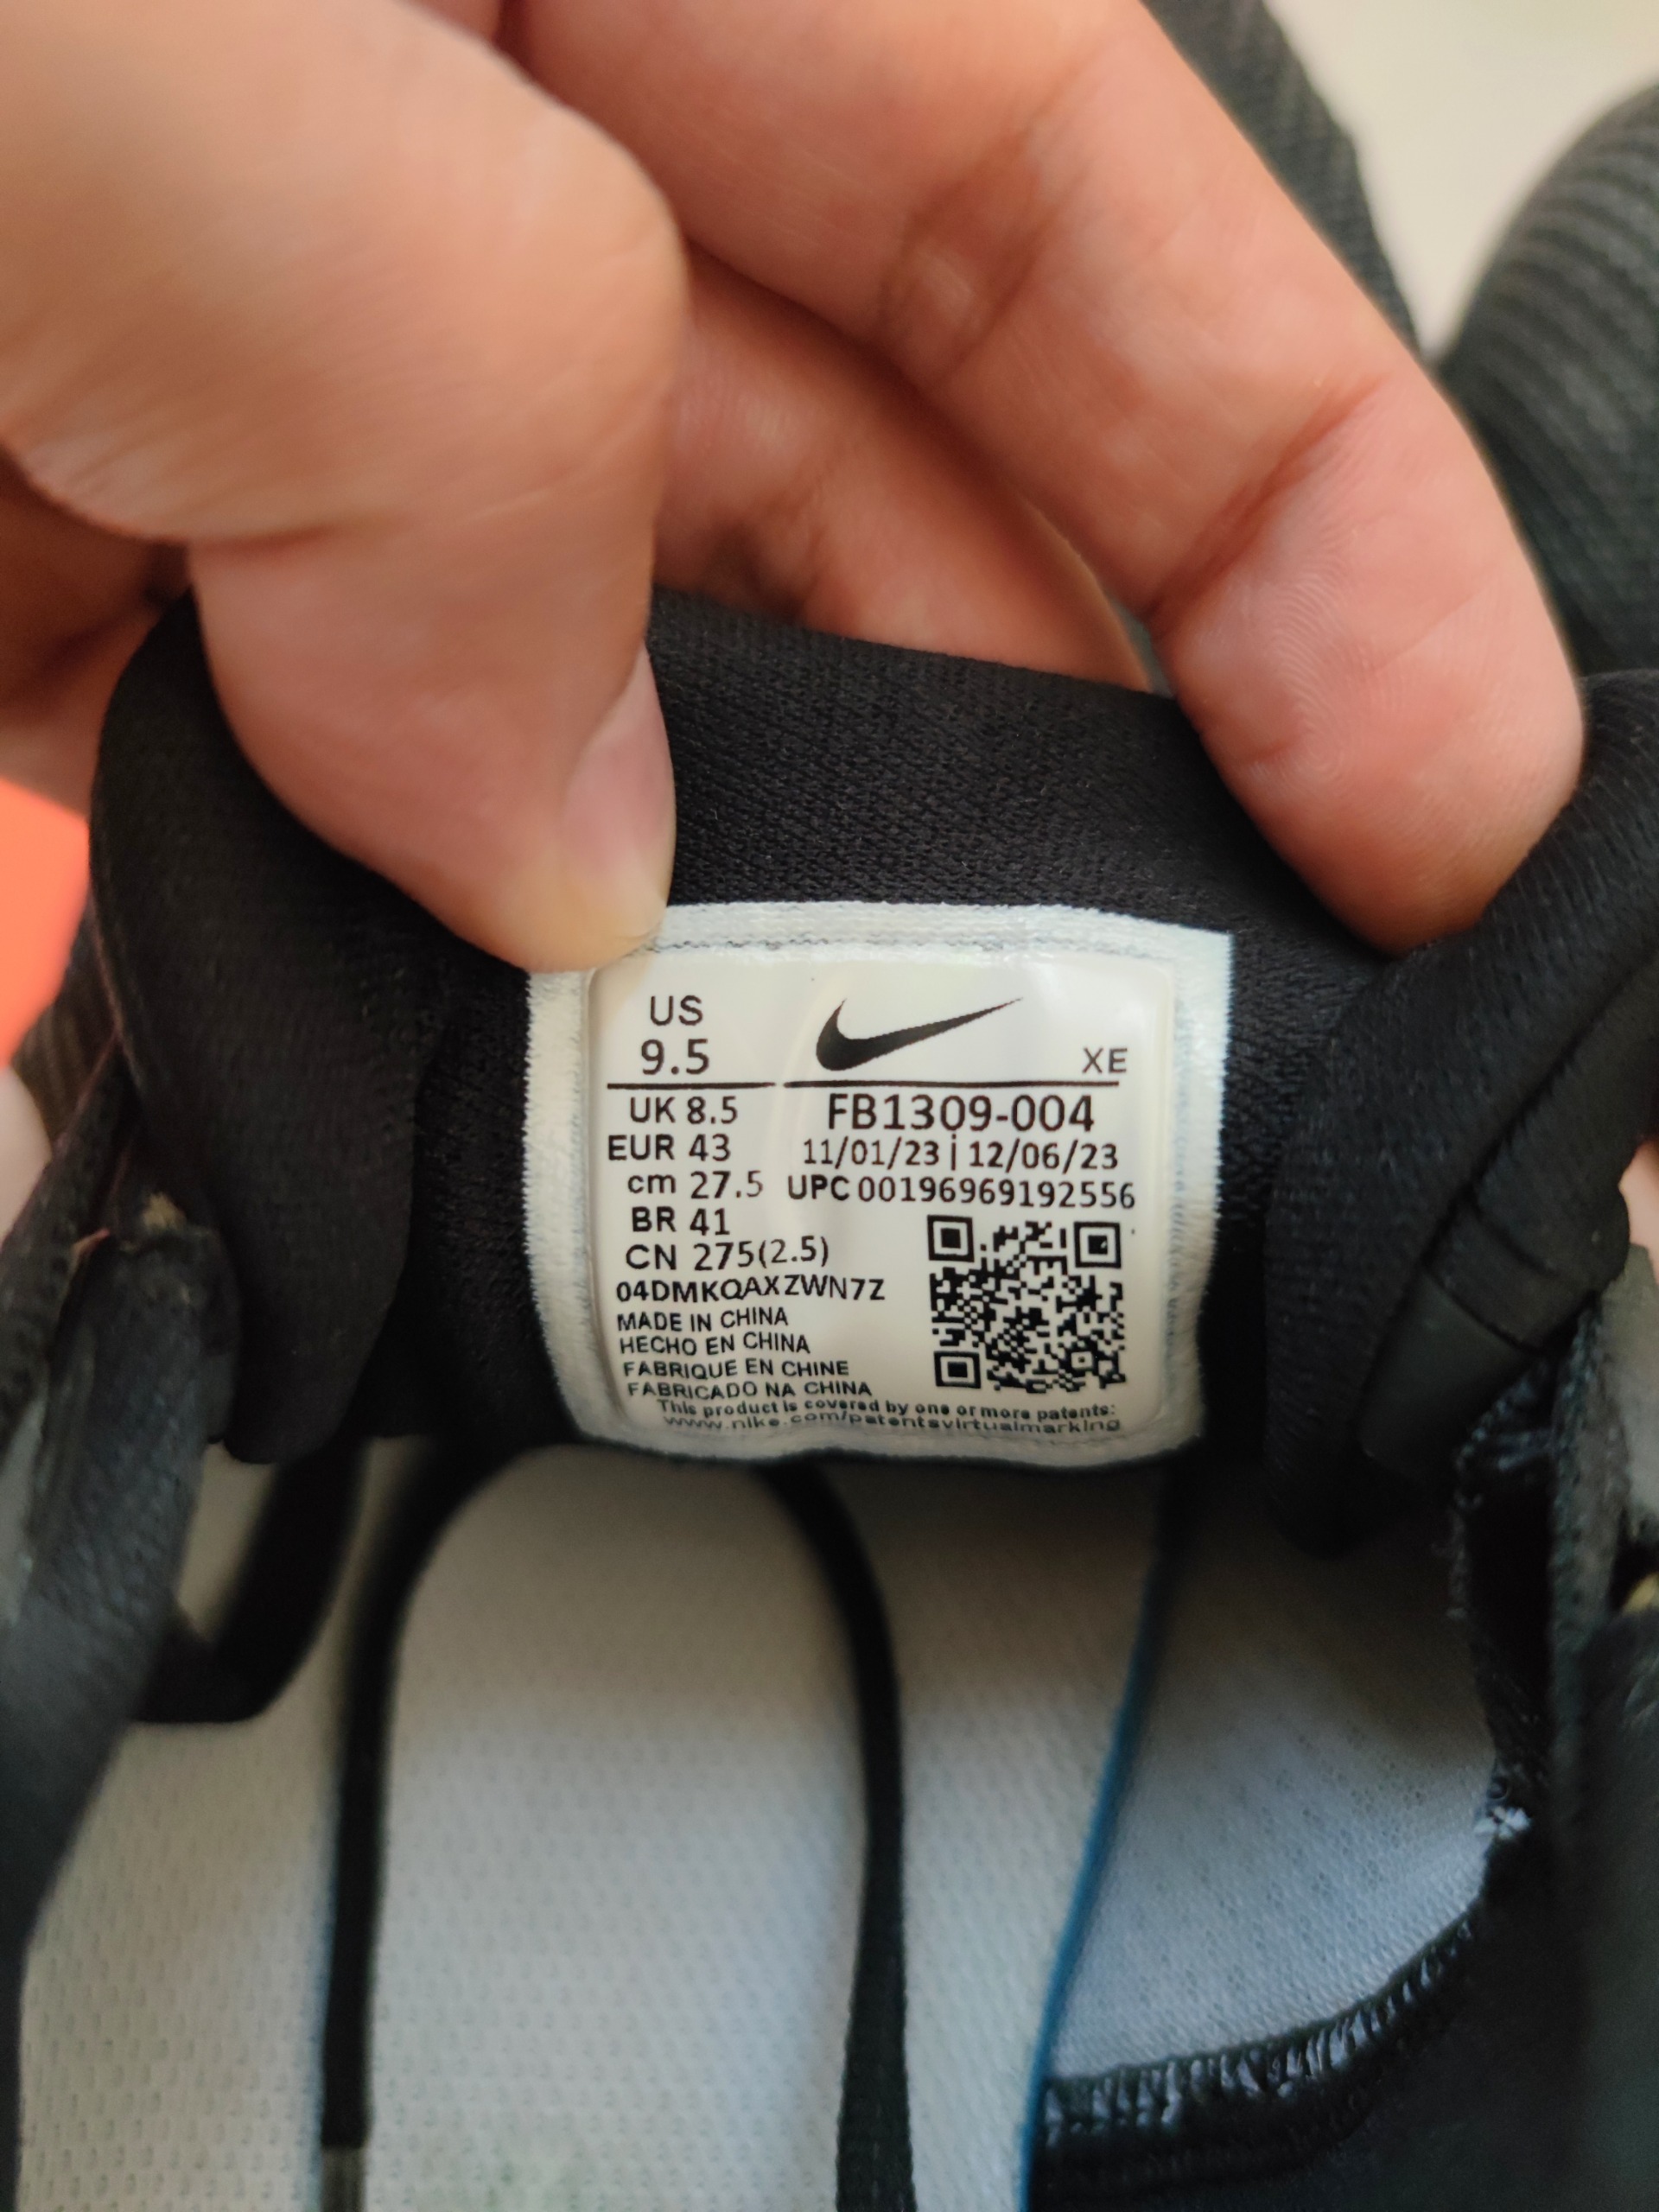 US
9.5
XE
UK 8.5
EUR 43
cm 27.5
BR 41
CN 275(2.5)
FB1309-004
11/01/23 | 12/06/23
UPC 00196969192556
04DMKQAXZWN7Z
MADE IN CHINA
HECHO EN CHINA
FABRIQUE EN CHINE
FABRICADO NA CHINA
This product is covered by one or more patents:
www.nike.com/patentsvirtualmarking